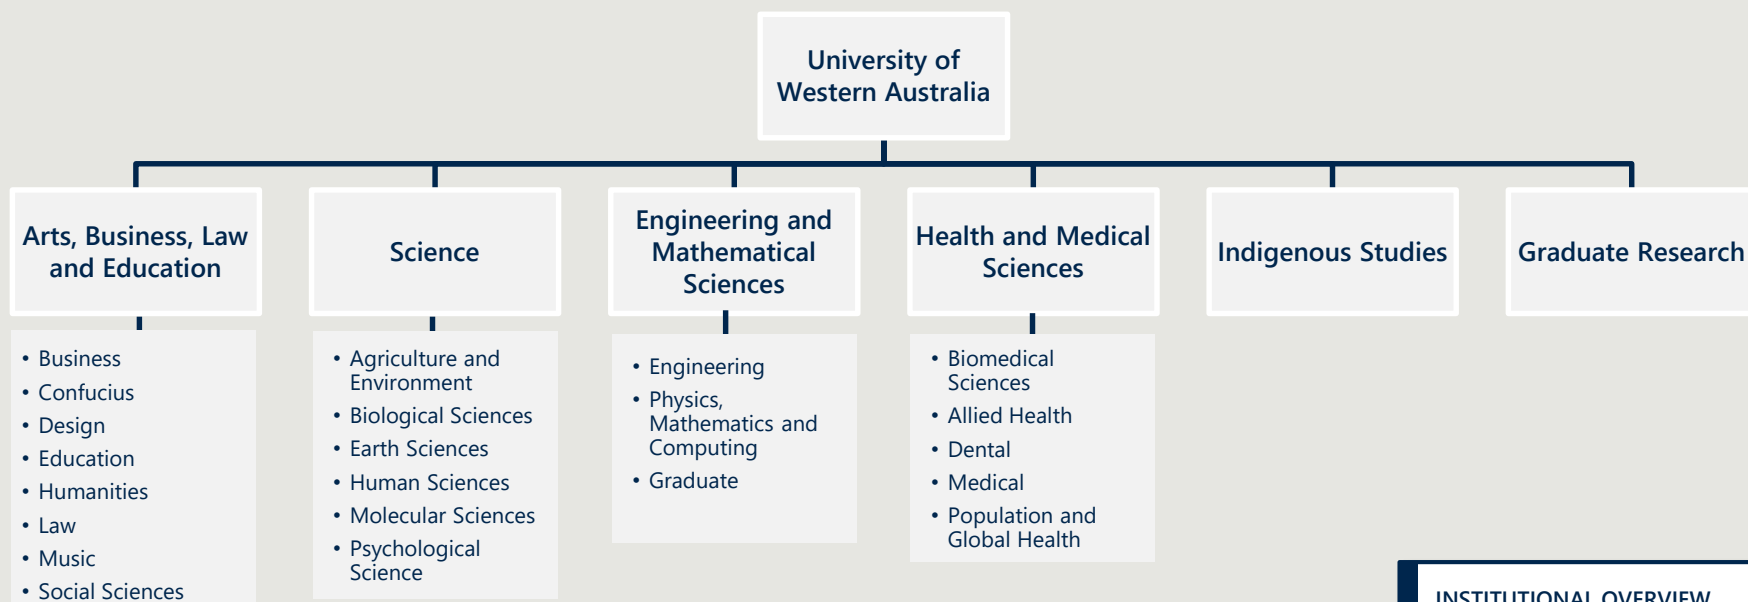 University of
Western Australia
Arts, Business, Law
and Education
Science
Engineering and
Mathematical
Sciences
Health and Medical
Sciences
Indigenous Studies
Graduate Research
• Business
• Confucius
• Design
• Education
• Humanities
• Law
• Music
• Social Sciences
• Agriculture and
Environment
• Biological Sciences
• Earth Sciences
• Human Sciences
• Molecular Sciences
• Psychological
Science
• Engineering
• Physics,
Mathematics and
Computing
• Graduate
• Biomedical
Sciences
• Allied Health
• Dental
• Medical
• Population and
Global Health
INSTITUTIONAL OVERVIEW